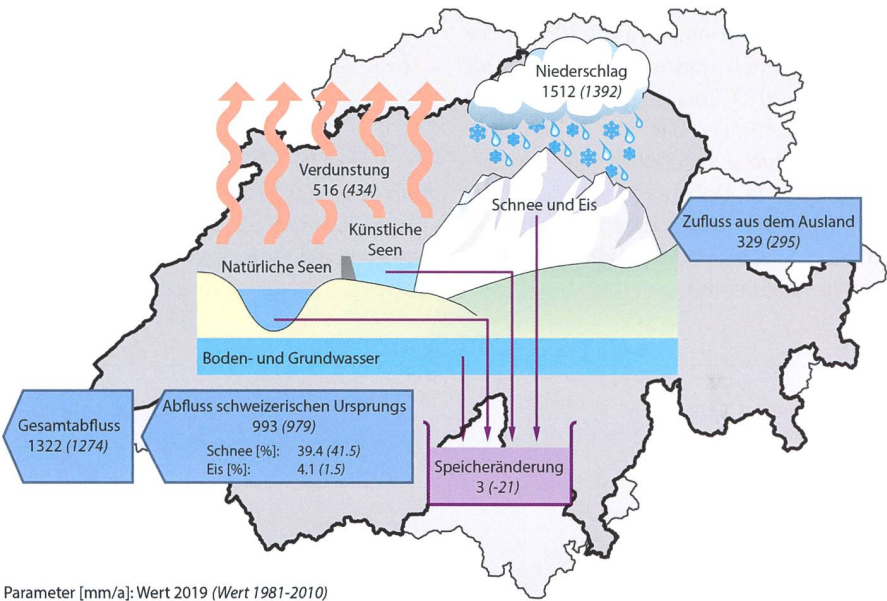 Niederschlag
1512 (1392)
Verdunstung
516 (434)
Schnee und Eis
Künstliche
Seen
Zufluss aus dem Ausland
329 (295)
Natürliche Seen
Boden- und Grundwasser
Gesamtabfluss
1322 (1274)
Abfluss schweizerischen Ursprungs
993 (979)
Schnee [%]: 39.4 (41.5)
Eis [%]: 4.1 (1.5)
Speicheränderung
3 (-21)
Parameter [mm/a]: Wert 2019 (Wert 1981-2010)